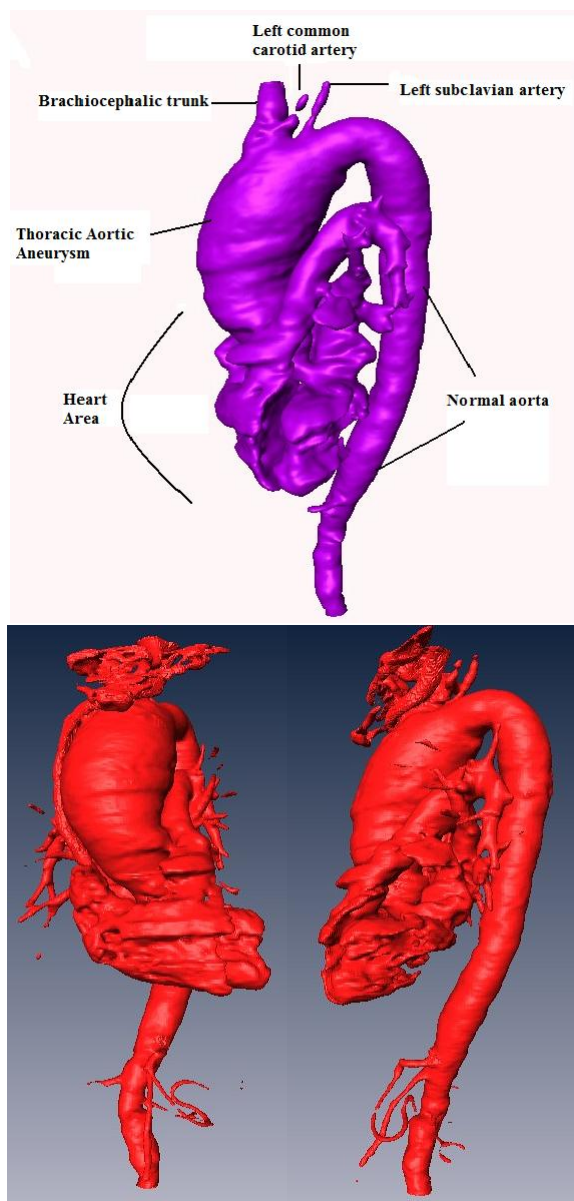 Left common
carotid artery
Brachiocephalic trunk
Left subclavian artery
Thoracic Aortic
Aneurysm
Heart
Area
Normal aorta